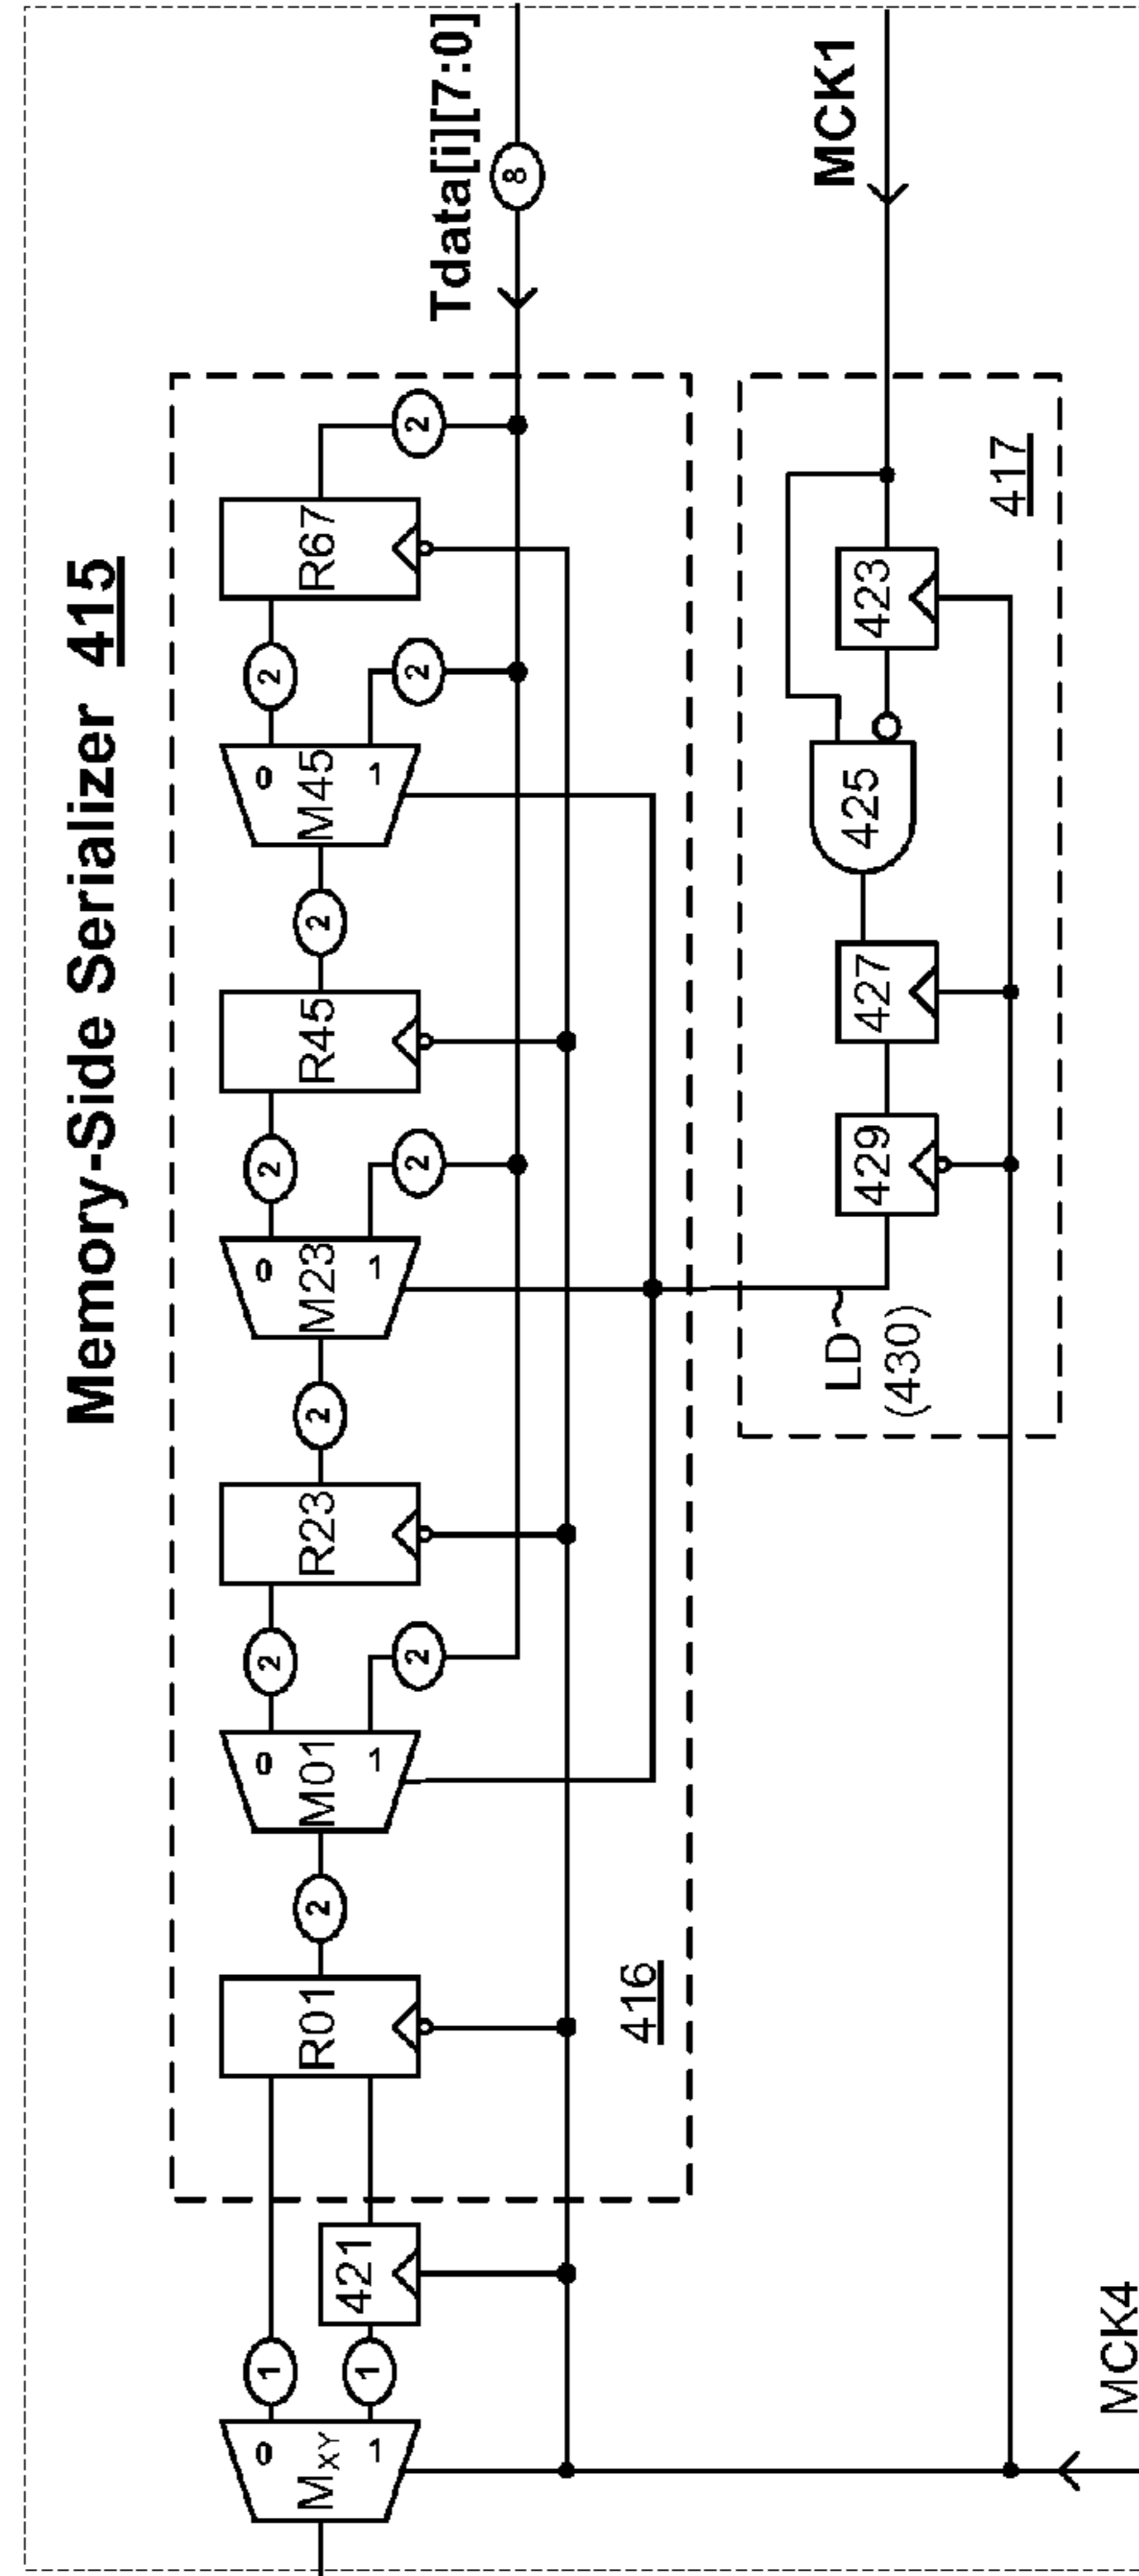 Memory-Side Serializer 415
Tdata[i][7:0]
8
MCK1
MXY
0
1
1
1
421
R01
2
M01
0
1
2
2
R23
2
M23
0
1
2
2
R45
2
M45
0
1
2
2
R67
2
416
LD
(430)
429
427
425
423
417
MCK4